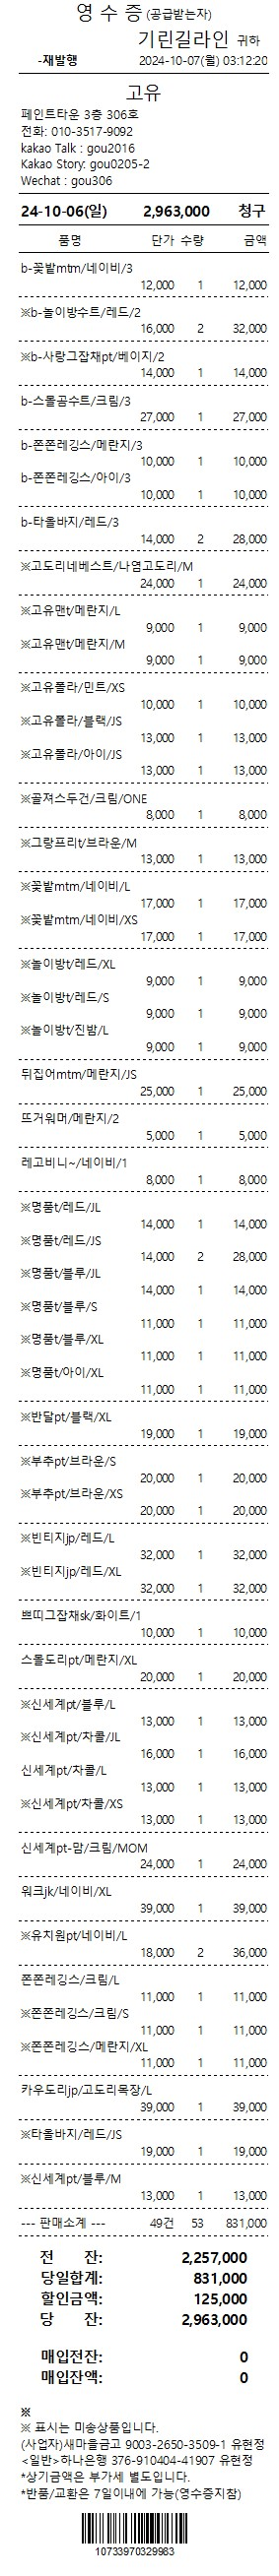 영 수 증 (공급받는자)
기린길라인 귀하
-재발행 2024-10-07(월) 03:12:20
고유
페인트타운 3층 306호
전화: 010-3517-9092
kakao Talk : gou2016
Kakao Story: gou0205-2
Wechat : gou306
24-10-06(일) 2,963,000 청구
품명 단가 수량 금액
b-꽃밭mtm/네이비/3
12,000 1 12,000
※b-놀이방수트/레드/2
16,000 2 32,000
※b-사랑그잡채pt/베이지/2
14,000 1 14,000
b-스몰곰수트/크림/3
27,000 1 27,000
b-쫀쫀레깅스/메란지/3
10,000 1 10,000
b-쫀쫀레깅스/아이/3
10,000 1 10,000
b-타올바지/레드/3
14,000 2 28,000
※고도리네베스트/나염고도리/M
24,000 1 24,000
※고유맨t/메란지/L
9,000 1 9,000
※고유맨t/메란지/M
9,000 1 9,000
※고유폴라/민트/XS
10,000 1 10,000
※고유폴라/블랙/JS
13,000 1 13,000
※고유폴라/아이/JS
13,000 1 13,000
※골져스두건/크림/ONE
8,000 1 8,000
※그랑프리t/브라운/M
13,000 1 13,000
※꽃밭mtm/네이비/L
17,000 1 17,000
※꽃밭mtm/네이비/XS
17,000 1 17,000
※놀이방t/레드/XL
9,000 1 9,000
※놀이방t/레드/S
9,000 1 9,000
※놀이방t/진밤/L
9,000 1 9,000
뒤집어mtm/메란지/JS
25,000 1 25,000
뜨거워머/메란지/2
5,000 1 5,000
레고비니~/네이비/1
8,000 1 8,000
※명품t/레드/JL
14,000 1 14,000
※명품t/레드/JS
14,000 2 28,000
※명품t/블루/JL
14,000 1 14,000
※명품t/블루/S
11,000 1 11,000
※명품t/블루/XL
11,000 1 11,000
※명품t/아이/XL
11,000 1 11,000
※반달pt/블랙/XL
19,000 1 19,000
※부추pt/브라운/S
20,000 1 20,000
※부추pt/브라운/XS
20,000 1 20,000
※빈티지jp/레드/L
32,000 1 32,000
※빈티지jp/레드/XL
32,000 1 32,000
쁘띠그잡채sk/화이트/1
10,000 1 10,000
스몰도리pt/메란지/XL
20,000 1 20,000
※신세계pt/블루/L
13,000 1 13,000
※신세계pt/차콜/JL
16,000 1 16,000
신세계pt/차콜/L
13,000 1 13,000
※신세계pt/차콜/XS
13,000 1 13,000
신세계pt-맘/크림/MOM
24,000 1 24,000
워크jk/네이비/XL
39,000 1 39,000
※유치원pt/네이비/L
18,000 2 36,000
쫀쫀레깅스/크림/L
11,000 1 11,000
※쫀쫀레깅스/크림/S
11,000 1 11,000
※쫀쫀레깅스/메란지/XL
11,000 1 11,000
카우도리jp/고도리목장/L
39,000 1 39,000
※타올바지/레드/JS
19,000 1 19,000
※신세계pt/블루/M
13,000 1 13,000
--- 판매소계 --- 49건 53 831,000
전 잔: 2,257,000
당일합계: 831,000
할인금액: 125,000
당 잔: 2,963,000
매입전잔: 0
매입잔액: 0
※
※ 표시는 미송상품입니다.
(사업자)새마을금고 9003-2650-3509-1 유현정
<일반>하나은행 376-910404-41907 유현정
*상기금액은 부가세 별도입니다.
*반품/교환은 7일이내에 가능(영수증지참)
10733970329983